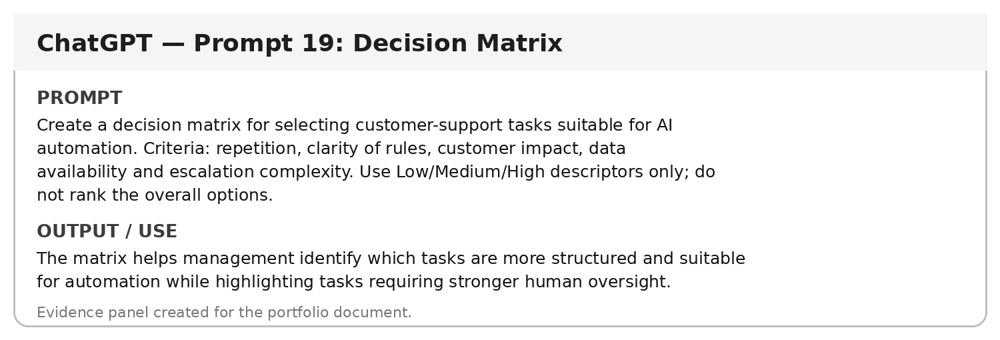 ChatGPT — Prompt 19: Decision Matrix
PROMPT
Create a decision matrix for selecting customer-support tasks suitable for AI
automation. Criteria: repetition, clarity of rules, customer impact, data
availability and escalation complexity. Use Low/Medium/High descriptors only; do
not rank the overall options.
OUTPUT / USE
The matrix helps management identify which tasks are more structured and suitable
for automation while highlighting tasks requiring stronger human oversight.
Evidence panel created for the portfolio document.